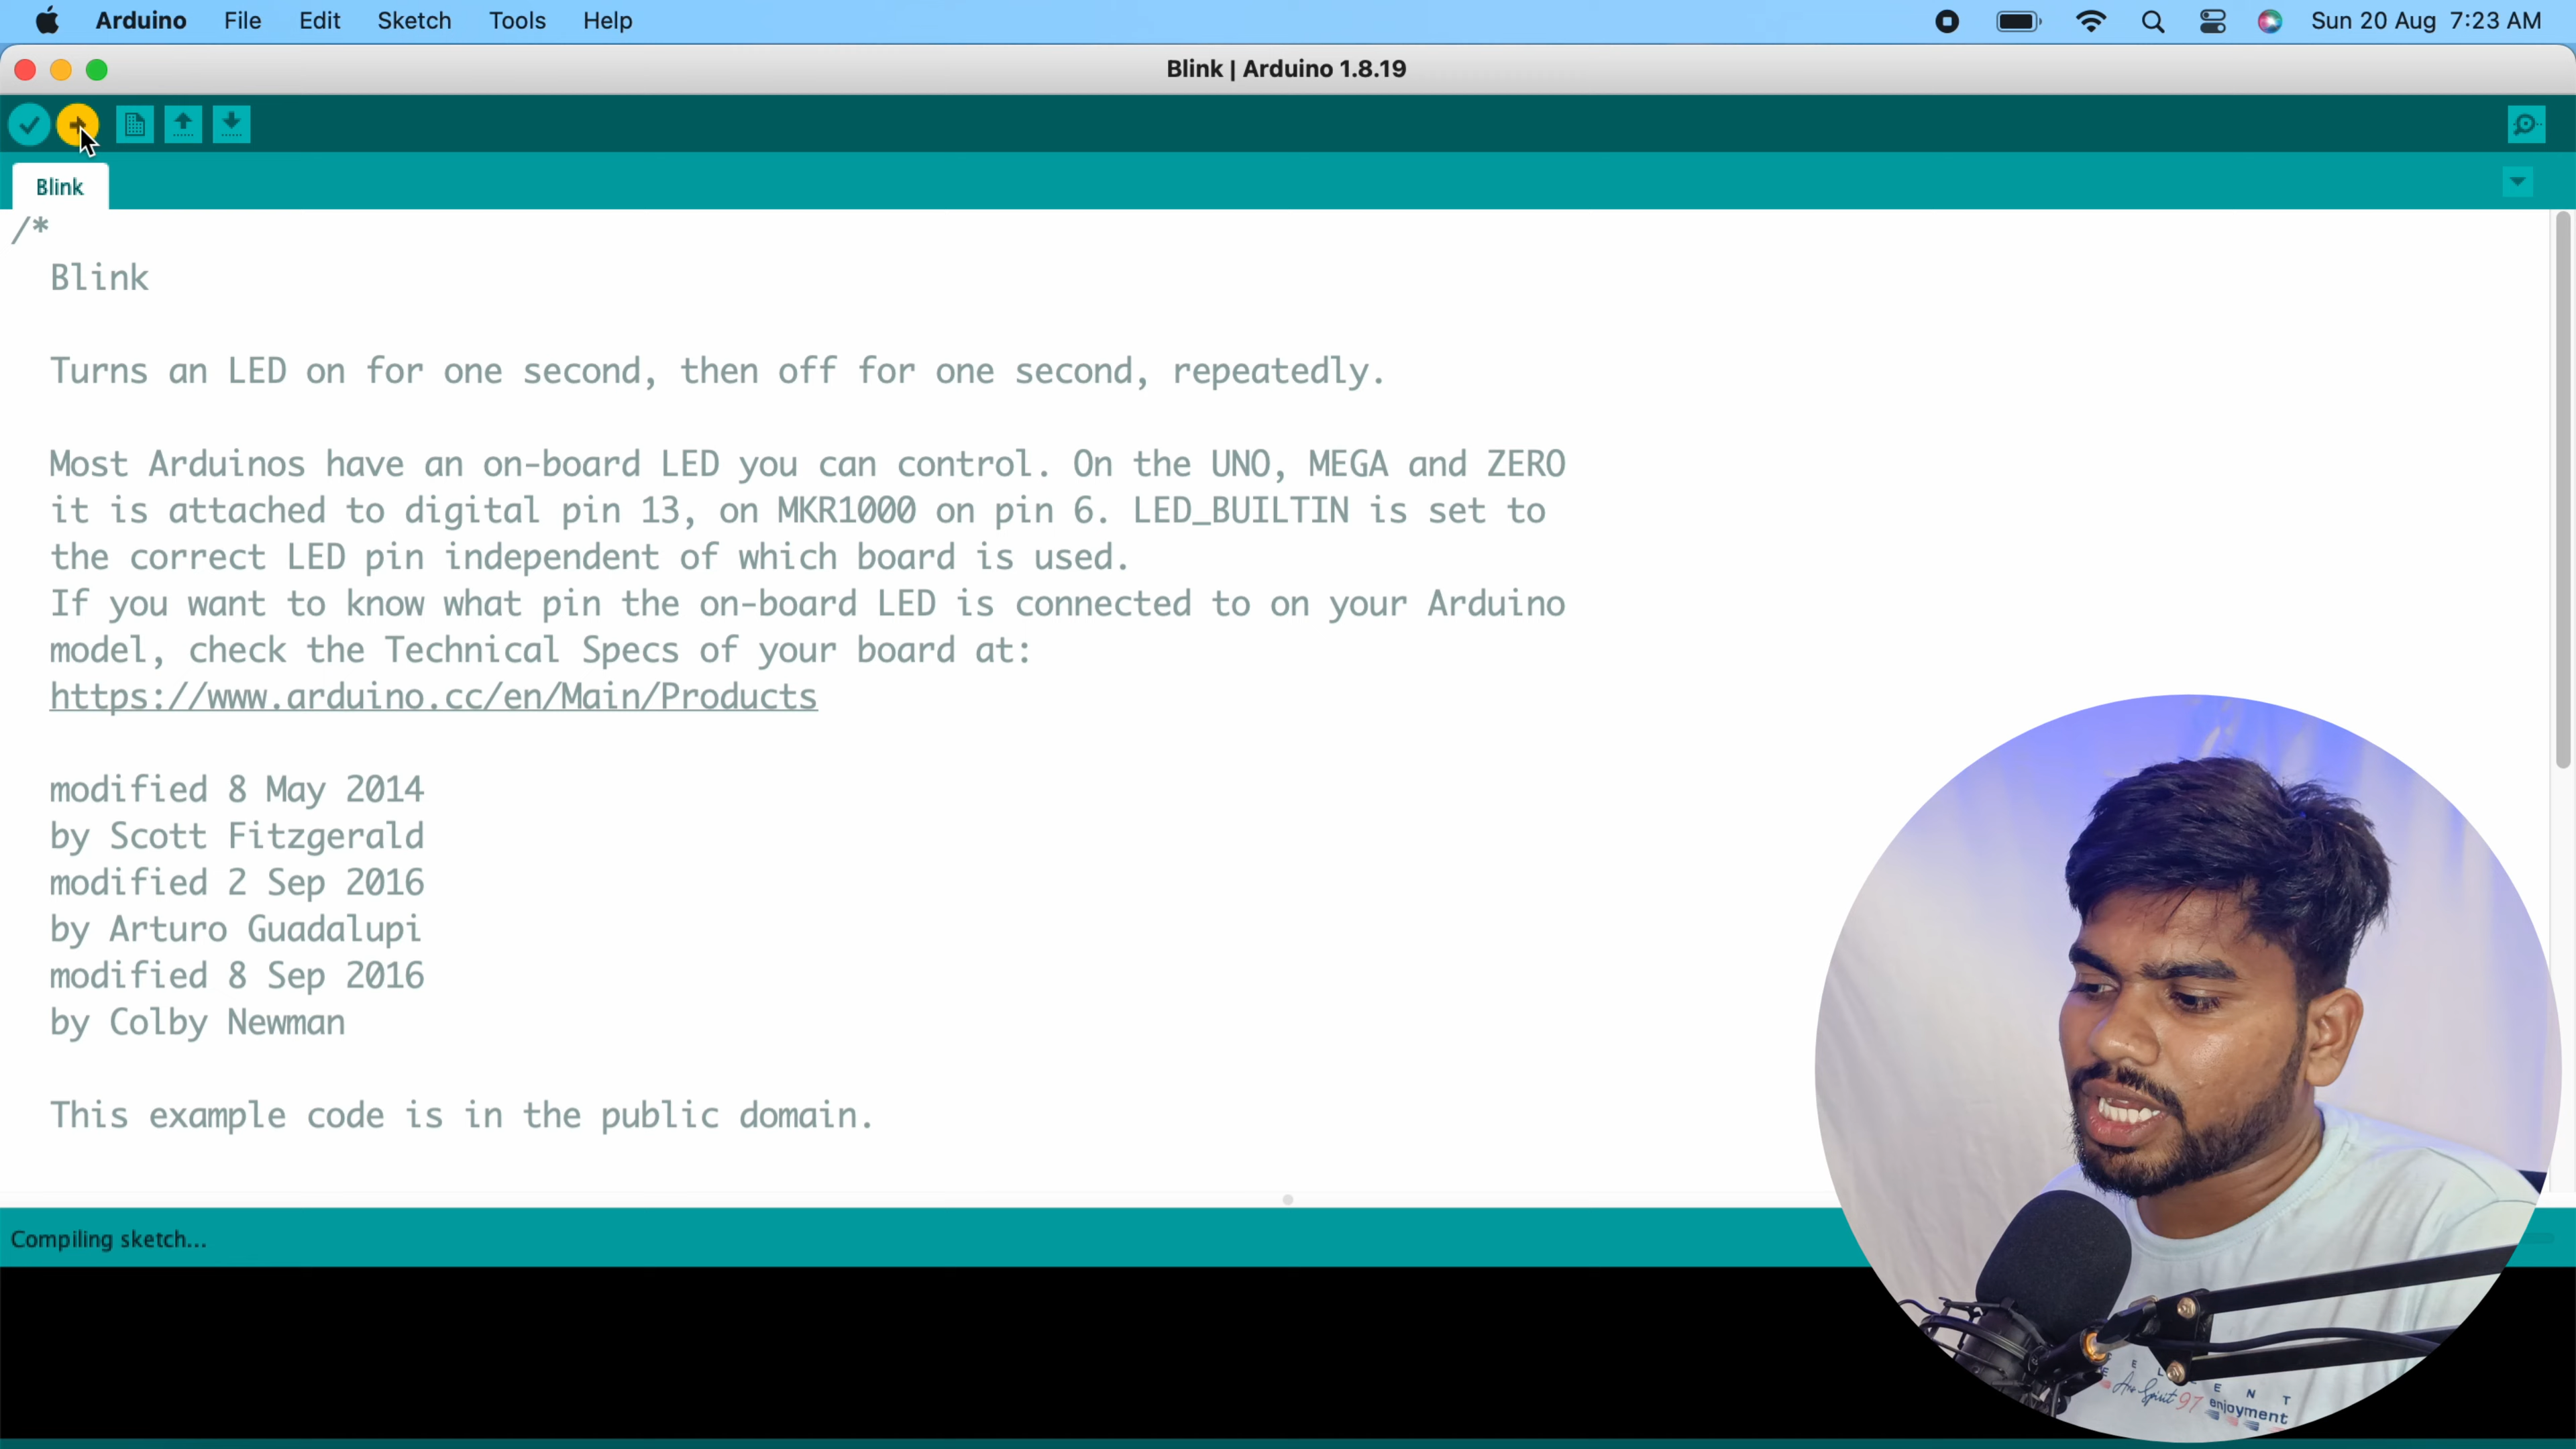 Arduino File Edit Sketch Tools Help Sun 20 Aug 7:23 AM
Blink | Arduino 1.8.19
Blink
/*
Blink
Turns an LED on for one second, then off for one second, repeatedly.
Most Arduinos have an on-board LED you can control. On the UNO, MEGA and ZERO
it is attached to digital pin 13, on MKR1000 on pin 6. LED_BUILTIN is set to
the correct LED pin independent of which board is used.
If you want to know what pin the on-board LED is connected to on your Arduino
model, check the Technical Specs of your board at:
https://www.arduino.cc/en/Main/Products
modified 8 May 2014
by Scott Fitzgerald
modified 2 Sep 2016
by Arturo Guadalupi
modified 8 Sep 2016
by Colby Newman
This example code is in the public domain.
Compiling sketch...
97
enjoyment